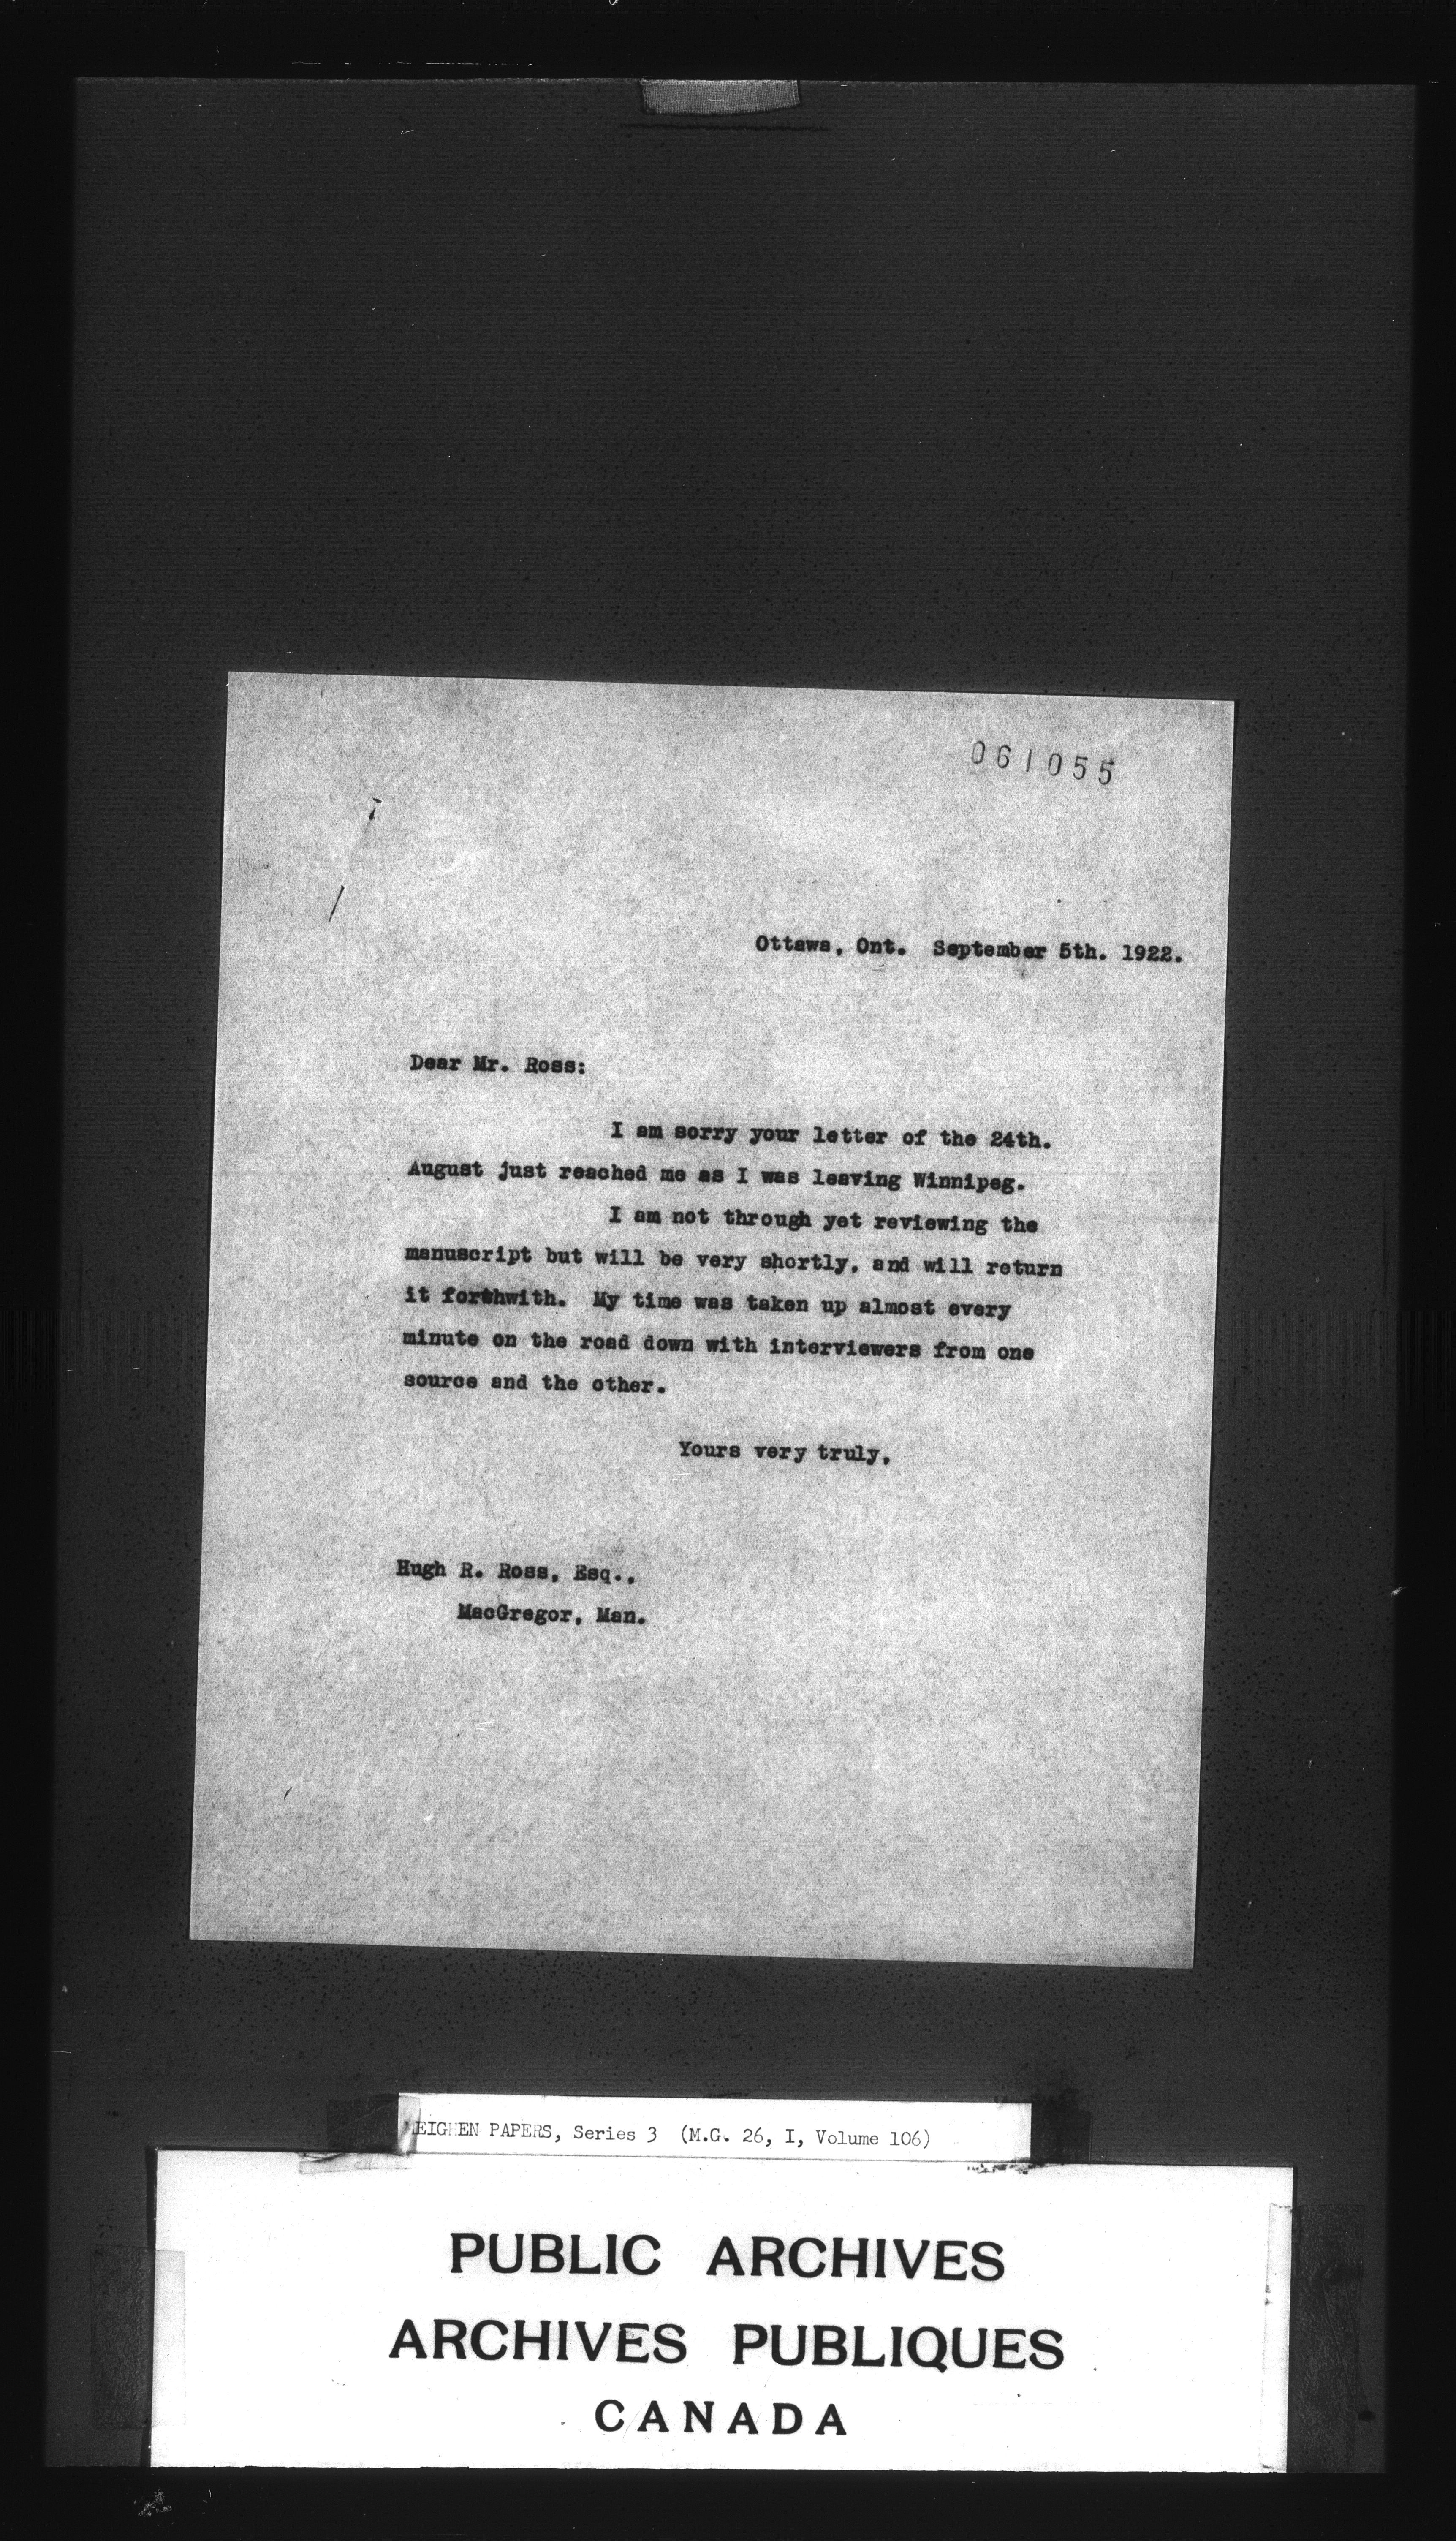 061055
Ottawa, Ont. September 5th. 1922.
Dear Mr. Ross:
I am sorry your letter of the 24th.
August just reached me as I was leaving Winnipeg.
I am not through yet reviewing the
manuscript but will be very shortly, and will return
it forthwith. My time was taken up almost every
minute on the road down with interviewers from one
source and the other.
Yours very truly,
Hugh R. Ross, Esq.,
MacGregor, Man.
MEIGHEN PAPERS, Series 3 (M.G. 26, I, Volume 106)
PUBLIC ARCHIVES
ARCHIVES PUBLIQUES
CANADA